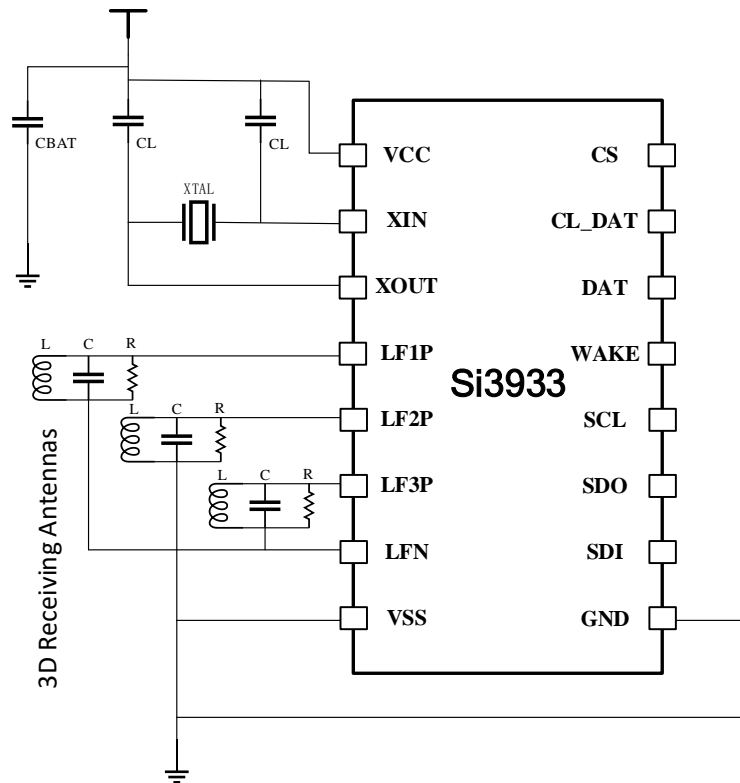 CBAT
CL
CL
XTAL
VCC
CS
XIN
CL_DAT
XOUT
DAT
L
C
R
LF1P
WAKE
Si3933
L
C
R
LF2P
SCL
L
C
R
LF3P
SDO
LFN
SDI
VSS
GND
3D Receiving Antennas